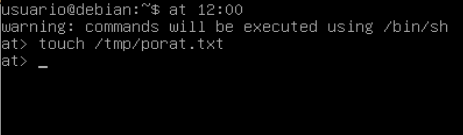 usuario@debian:~$ at 12:00
warning: commands will be executed using /bin/sh
at> touch /tmp/porat.txt
at> _